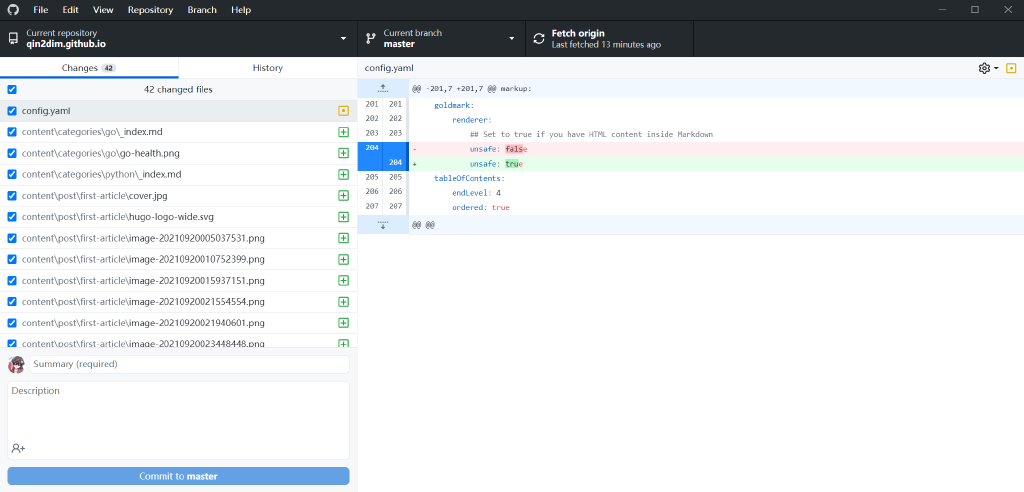 File Edit View Repository Branch Help
Current repository
qin2dim.github.io
Current branch
master
Fetch origin
Last fetched 13 minutes ago
Changes 42 History
42 changed files
config.yaml
content\categories\go\_index.md
content\categories\go\go-health.png
content\categories\python\_index.md
content\post\first-article\cover.jpg
content\post\first-article\hugo-logo-wide.svg
content\post\first-article\image-20210920005037531.png
content\post\first-article\image-20210920010752399.png
content\post\first-article\image-20210920015937151.png
content\post\first-article\image-20210920021554554.png
content\post\first-article\image-20210920021940601.png
content\post\first-article\image-20210920023448448.png
Summary (required)
Description
Commit to master
config.yaml
@@ -201,7 +201,7 @@ markup:
201 201 goldmark:
202 202 renderer:
203 203 ## Set to true if you have HTML content inside Markdown
204 - unsafe: false
204 + unsafe: true
205 205 tableOfContents:
206 206 endLevel: 4
207 207 ordered: true
@@ @@